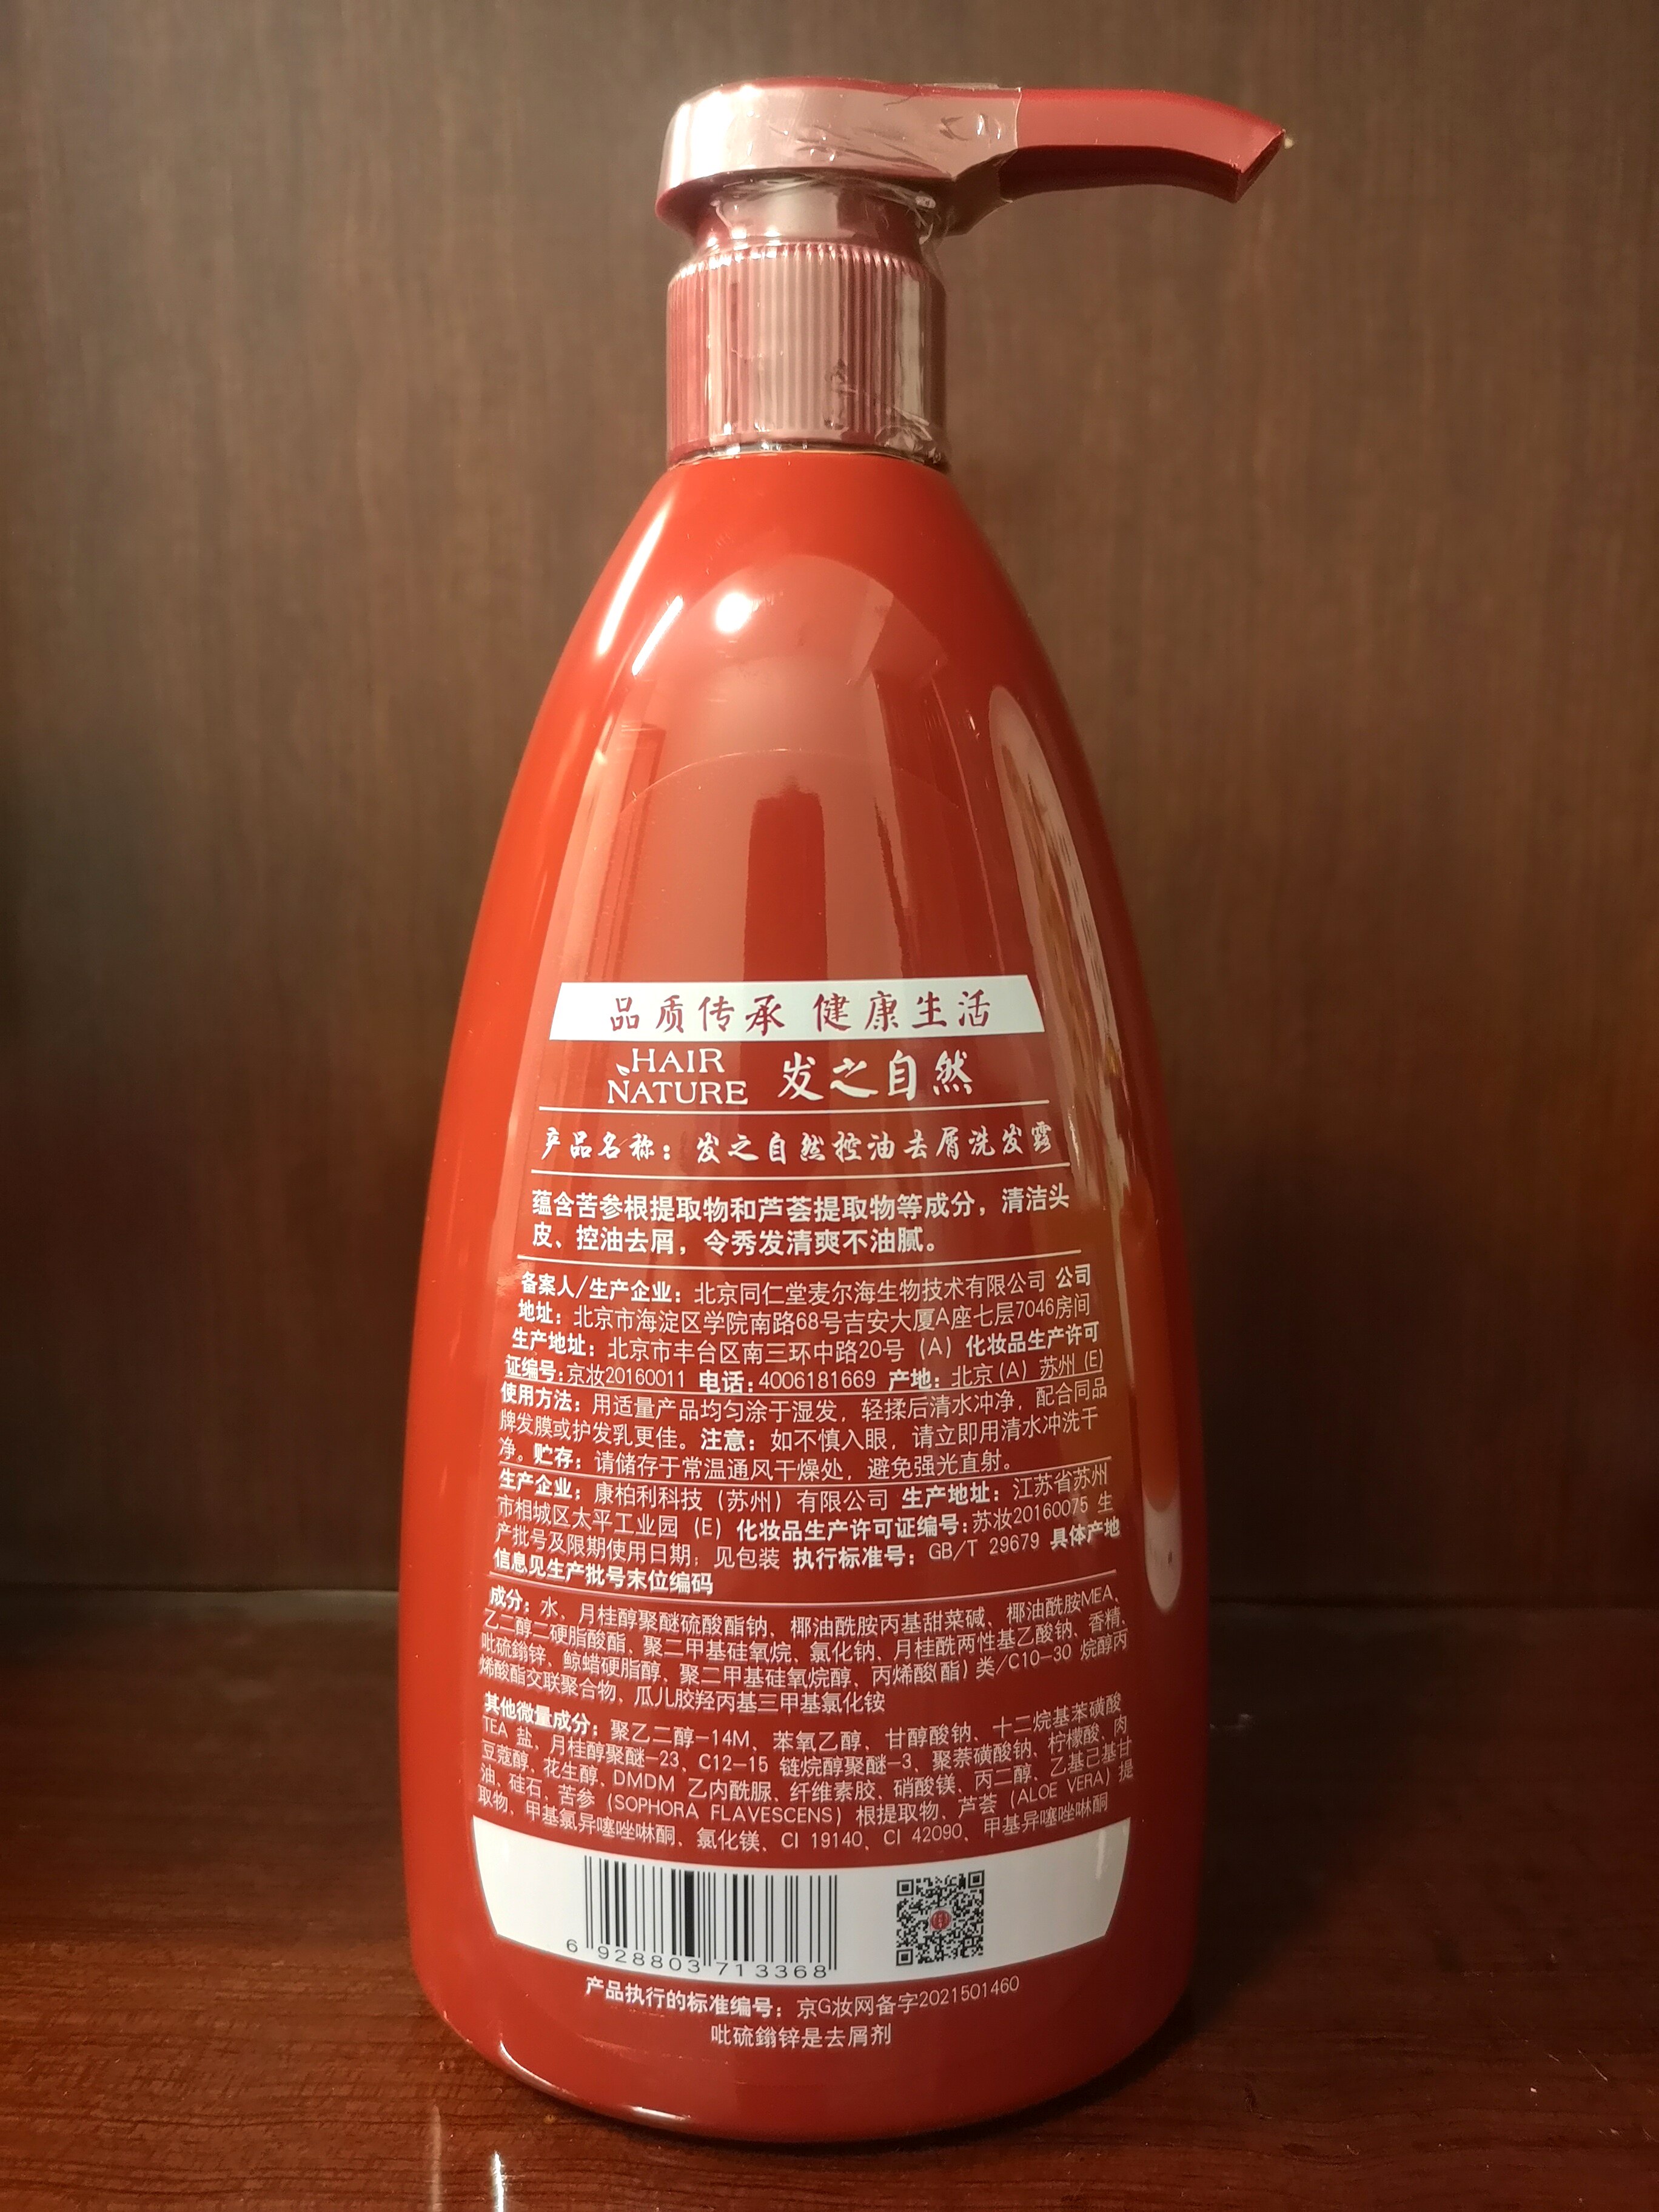 品质传承 健康生活
HAIR
NATURE 发之自然
产品名称：发之自然控油去屑洗发露
蕴含苦参根提取物和芦荟提取物等成分，清洁头
皮、控油去屑，令秀发清爽不油腻。
备案人/生产企业：北京同仁堂麦尔海生物技术有限公司 公司
地址：北京市海淀区学院南路68号吉安大厦A座七层7046房间
生产地址：北京市丰台区南三环中路20号（A）化妆品生产许可
证编号：京妆20160011 电话：4006181669 产地：北京(A) 苏州(E)
使用方法：用适量产品均匀涂于湿发，轻揉后清水冲净，配合同品
牌发膜或护发乳更佳。注意：如不慎入眼，请立即用清水冲洗干
净。贮存：请储存于常温通风干燥处，避免强光直射。
生产企业：康柏利科技（苏州）有限公司 生产地址：江苏省苏州
市相城区太平工业园（E）化妆品生产许可证编号：苏妆20160075 生
产批号及限期使用日期：见包装 执行标准号：GB/T 29679 具体产地
信息见生产批号末位编码
成分：水、月桂醇聚醚硫酸酯钠、椰油酰胺丙基甜菜碱、椰油酰胺MEA、
乙二醇二硬脂酸酯、聚二甲基硅氧烷、氯化钠、月桂酰两性基乙酸钠、香精、
吡硫鎓锌、鲸蜡硬脂醇、聚二甲基硅氧烷醇、丙烯酸(酯)类/C10-30 烷醇丙
烯酸酯交联聚合物、瓜儿胶羟丙基三甲基氯化铵
其他微量成分：聚乙二醇-14M、苯氧乙醇、甘醇酸钠、十二烷基苯磺酸
TEA 盐、月桂醇聚醚-23、C12-15 链烷醇聚醚-3、聚萘磺酸钠、柠檬酸、肉
豆蔻醇、花生醇、DMDM 乙内酰脲、纤维素胶、硝酸镁、丙二醇、乙基己基甘
油、硅石、苦参（SOPHORA FLAVESCENS）根提取物、芦荟（ALOE VERA）提
取物、甲基氯异噻唑啉酮、氯化镁、CI 19140、CI 42090、甲基异噻唑啉酮
6 928803 713368
产品执行的标准编号：京G妆网备字2021501460
吡硫鎓锌是去屑剂